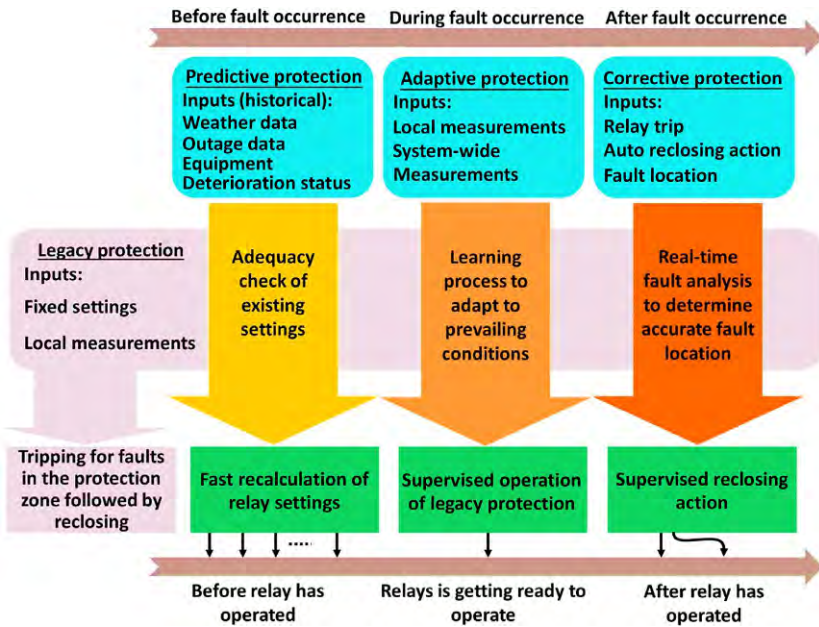 Before fault occurrence
During fault occurrence
After fault occurrence
Predictive protection
Inputs (historical):
Weather data
Outage data
Equipment
Deterioration status
Adaptive protection
Inputs:
Local measurements
System-wide
Measurements
Corrective protection
Inputs:
Relay trip
Auto reclosing action
Fault location
Legacy protection
Inputs:
Fixed settings
Local measurements
Adequacy
check of
existing
settings
Learning
process to
adapt to
prevailing
conditions
Real-time
fault analysis
to determine
accurate fault
location
Tripping for faults
in the protection
zone followed by
reclosing
Fast recalculation of
relay settings
Supervised operation
of legacy protection
Supervised reclosing
action
Before relay has
operated
Relays is getting ready to
operate
After relay has
operated